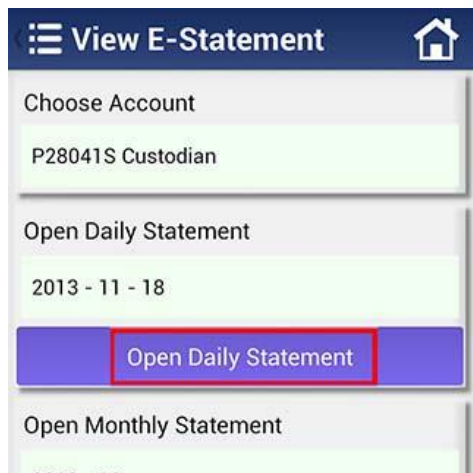 View E-Statement
Choose Account
P28041S Custodian
Open Daily Statement
2013 - 11 - 18
Open Daily Statement
Open Monthly Statement